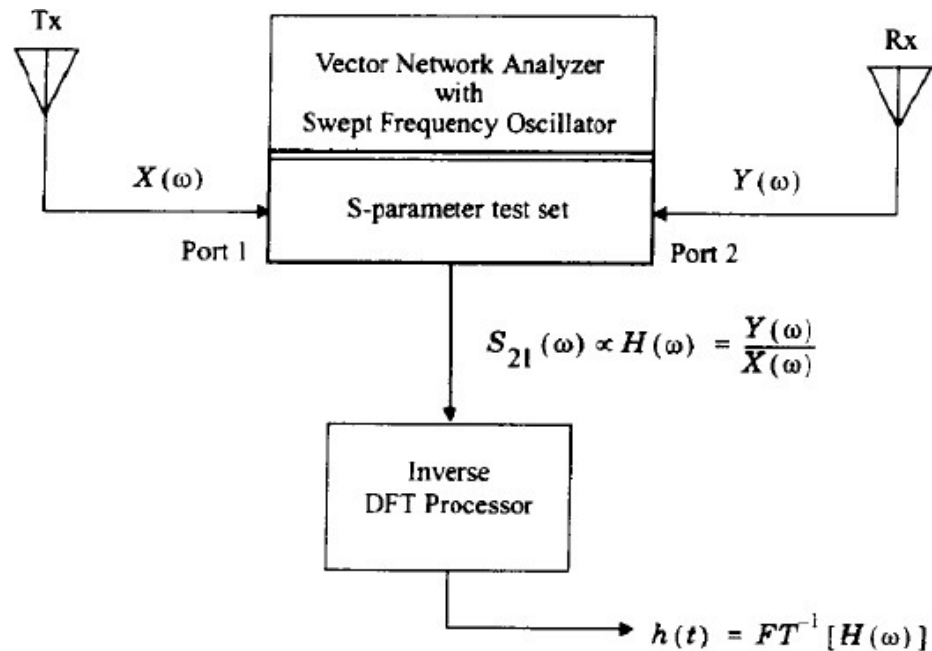 Tx
Rx
Vector Network Analyzer
with
Swept Frequency Oscillator
X(ω)
Y(ω)
S-parameter test set
Port 1
Port 2
S₂₁(ω) ∝ H(ω) = Y(ω)/X(ω)
Inverse
DFT Processor
h(t) = FT⁻¹[H(ω)]